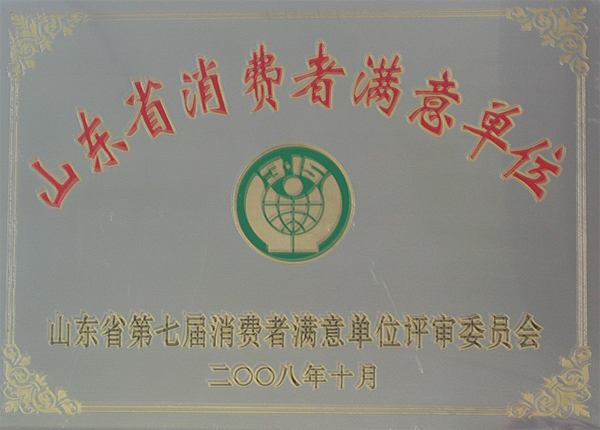 山东省消费者满意单位
3·15
山东省第七届消费者满意单位评审委员会
二〇〇八年十月